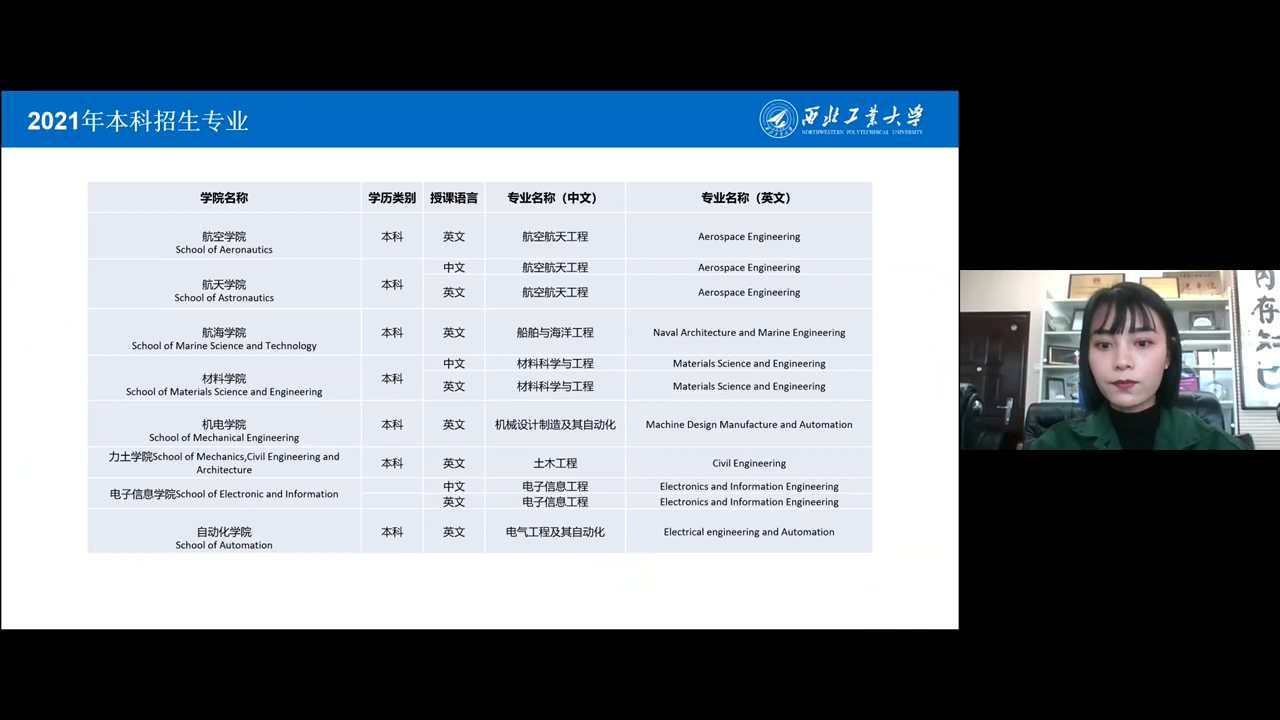 2021年本科招生专业
西北工业大学
NORTHWESTERN POLYTECHNICAL UNIVERSITY
学院名称 学历类别 授课语言 专业名称（中文） 专业名称（英文）
航空学院
School of Aeronautics
本科 英文 航空航天工程 Aerospace Engineering
航天学院
School of Astronautics
本科
中文 航空航天工程 Aerospace Engineering
英文 航空航天工程 Aerospace Engineering
航海学院
School of Marine Science and Technology
本科 英文 船舶与海洋工程 Naval Architecture and Marine Engineering
材料学院
School of Materials Science and Engineering
本科
中文 材料科学与工程 Materials Science and Engineering
英文 材料科学与工程 Materials Science and Engineering
机电学院
School of Mechanical Engineering
本科 英文 机械设计制造及其自动化 Machine Design Manufacture and Automation
力土学院School of Mechanics,Civil Engineering and
Architecture
本科 英文 土木工程 Civil Engineering
电子信息学院School of Electronic and Information
中文 电子信息工程 Electronics and Information Engineering
英文 电子信息工程 Electronics and Information Engineering
自动化学院
School of Automation
本科 英文 电气工程及其自动化 Electrical engineering and Automation
内存知己